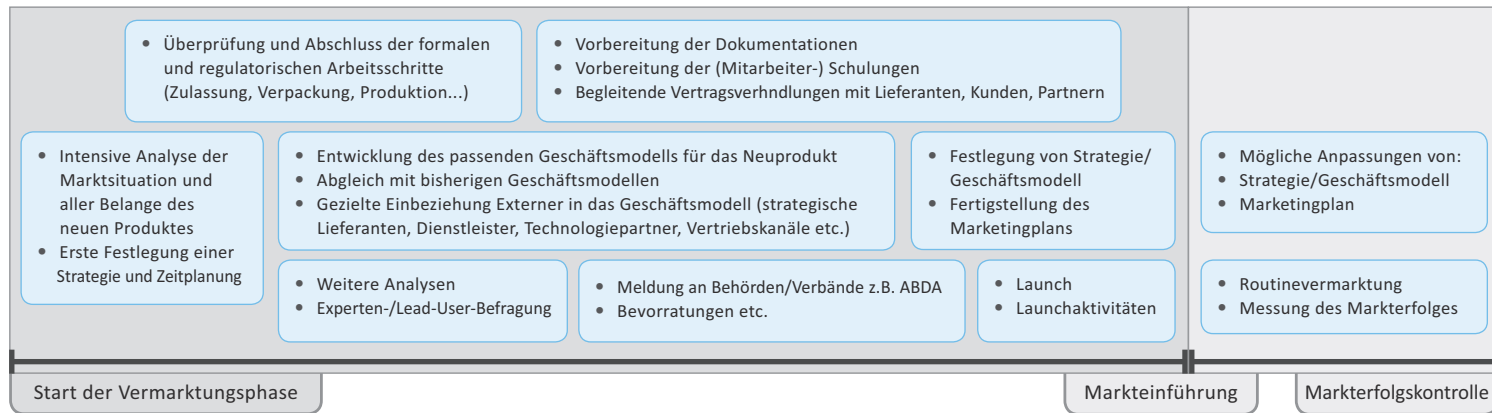 • Überprüfung und Abschluss der formalen
und regulatorischen Arbeitsschritte
(Zulassung, Verpackung, Produktion...)
• Vorbereitung der Dokumentationen
• Vorbereitung der (Mitarbeiter-) Schulungen
• Begleitende Vertragsverhndlungen mit Lieferanten, Kunden, Partnern
• Intensive Analyse der
Marktsituation und
aller Belange des
neuen Produktes
• Erste Festlegung einer
Strategie und Zeitplanung
• Entwicklung des passenden Geschäftsmodells für das Neuprodukt
• Abgleich mit bisherigen Geschäftsmodellen
• Gezielte Einbeziehung Externer in das Geschäftsmodell (strategische
Lieferanten, Dienstleister, Technologiepartner, Vertriebskanäle etc.)
• Festlegung von Strategie/
Geschäftsmodell
• Fertigstellung des
Marketingplans
• Mögliche Anpassungen von:
• Strategie/Geschäftsmodell
• Marketingplan
• Weitere Analysen
• Experten-/Lead-User-Befragung
• Meldung an Behörden/Verbände z.B. ABDA
• Bevorratungen etc.
• Launch
• Launchaktivitäten
• Routinevermarktung
• Messung des Markterfolges
Start der Vermarktungsphase
Markteinführung
Markterfolgskontrolle